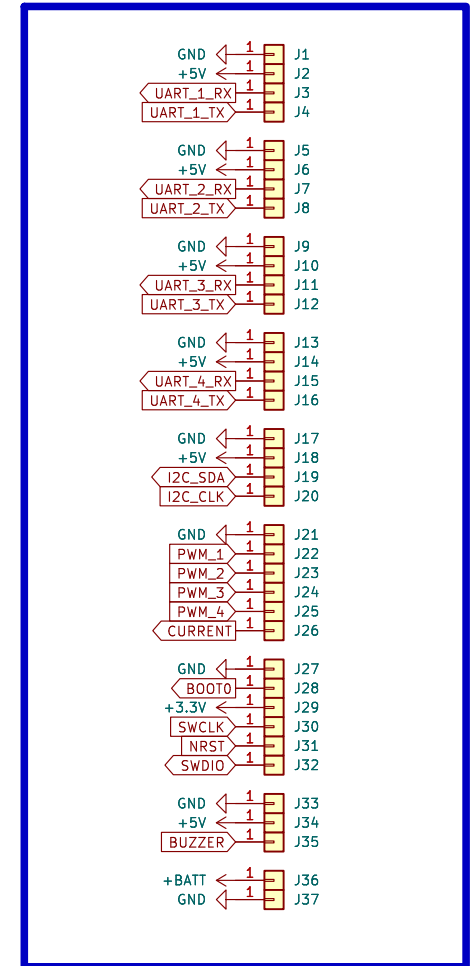 GND 1 J1
+5V 1 J2
UART_1_RX 1 J3
UART_1_TX 1 J4
GND 1 J5
+5V 1 J6
UART_2_RX 1 J7
UART_2_TX 1 J8
GND 1 J9
+5V 1 J10
UART_3_RX 1 J11
UART_3_TX 1 J12
GND 1 J13
+5V 1 J14
UART_4_RX 1 J15
UART_4_TX 1 J16
GND 1 J17
+5V 1 J18
I2C_SDA 1 J19
I2C_CLK 1 J20
GND 1 J21
PWM_1 1 J22
PWM_2 1 J23
PWM_3 1 J24
PWM_4 1 J25
CURRENT 1 J26
GND 1 J27
BOOT0 1 J28
+3.3V 1 J29
SWCLK 1 J30
NRST 1 J31
SWDIO 1 J32
GND 1 J33
+5V 1 J34
BUZZER 1 J35
+BATT 1 J36
GND 1 J37